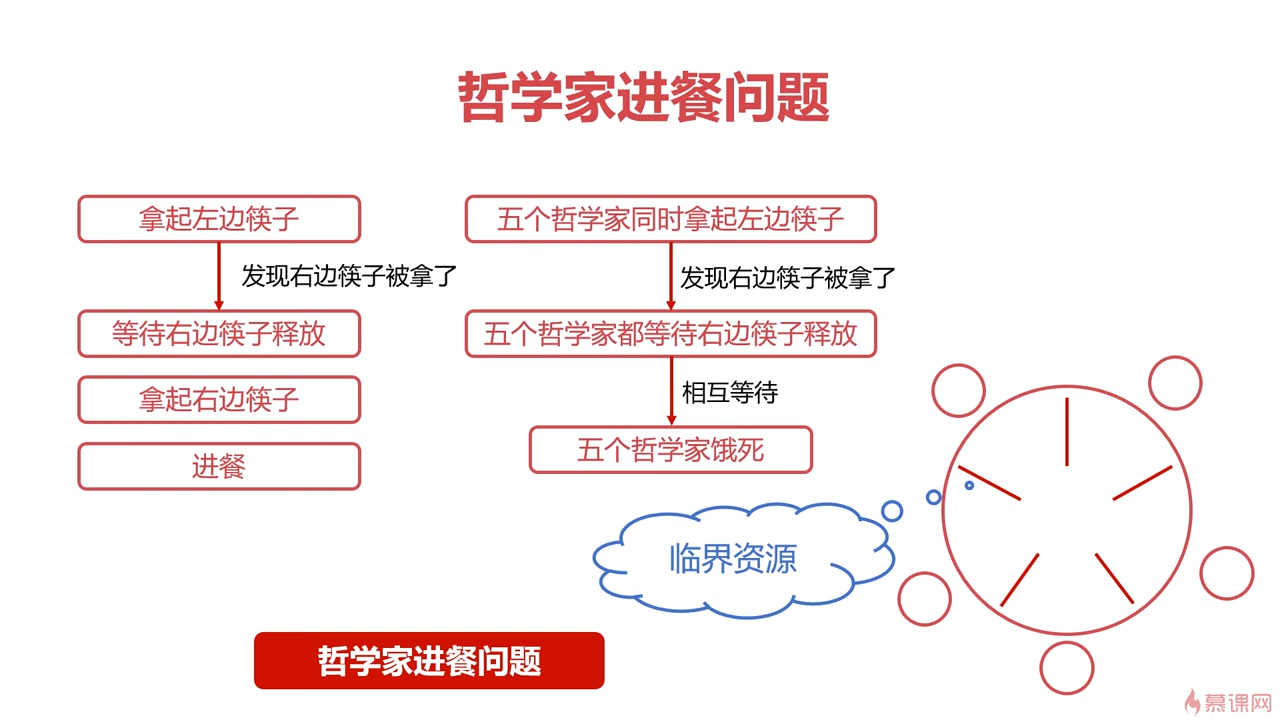 哲学家进餐问题
拿起左边筷子
发现右边筷子被拿了
等待右边筷子释放
拿起右边筷子
进餐
五个哲学家同时拿起左边筷子
发现右边筷子被拿了
五个哲学家都等待右边筷子释放
相互等待
五个哲学家饿死
临界资源
哲学家进餐问题
慕课网